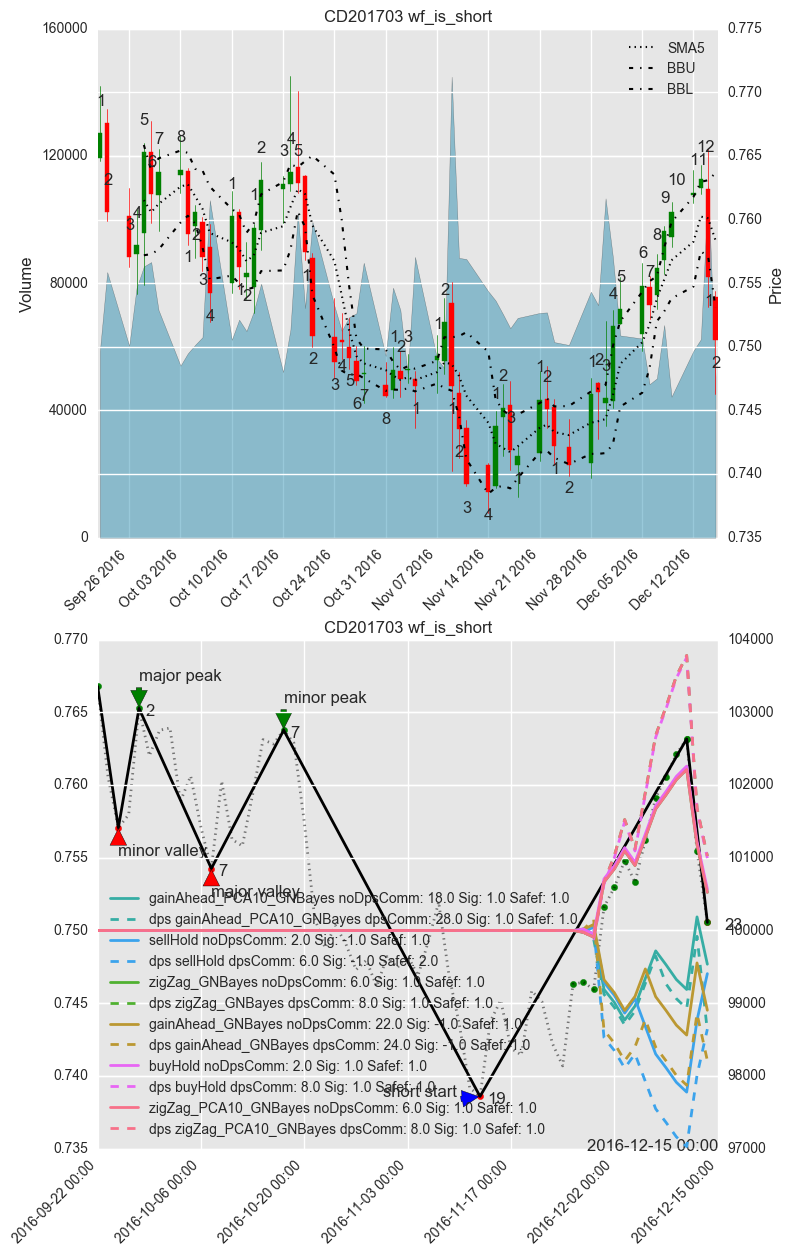 CD201703 wf_is_short
160000
120000
80000
40000
0
Volume
0.775
0.770
0.765
0.760
0.755
0.750
0.745
0.740
0.735
Price
SMA5
BBU
BBL
Sep 26 2016
Oct 03 2016
Oct 10 2016
Oct 17 2016
Oct 24 2016
Oct 31 2016
Nov 07 2016
Nov 14 2016
Nov 21 2016
Nov 28 2016
Dec 05 2016
Dec 12 2016
CD201703 wf_is_short
0.770
0.765
0.760
0.755
0.750
0.745
0.740
0.735
104000
103000
102000
101000
100000
99000
98000
97000
major peak
2
minor peak
7
minor valley
7
major valley
23
gainAhead_PCA10_GNBayes noDpsComm: 18.0 Sig: 1.0 Safef: 1.0
dps gainAhead_PCA10_GNBayes dpsComm: 28.0 Sig: 1.0 Safef: 1.0
sellHold noDpsComm: 2.0 Sig: 1.0 Safef: 1.0
dps sellHold dpsComm: 6.0 Sig: -1.0 Safef: 2.0
zigZag_GNBayes noDpsComm: 6.0 Sig: 1.0 Safef: 1.0
dps zigZag_GNBayes dpsComm: 8.0 Sig: 1.0 Safef: 1.0
gainAhead_GNBayes noDpsComm: 22.0 Sig: -1.0 Safef: 1.0
dps gainAhead_GNBayes dpsComm: 24.0 Sig: -1.0 Safef: 1.0
buyHold noDpsComm: 2.0 Sig: 1.0 Safef: 1.0
dps buyHold dpsComm: 8.0 Sig: 1.0 Safef: 1.0
short start
19
zigZag_PCA10_GNBayes noDpsComm: 6.0 Sig: 1.0 Safef: 1.0
dps zigZag_PCA10_GNBayes dpsComm: 8.0 Sig: 1.0 Safef: 1.0
2016-12-15 00:00
2016-09-22 00:00
2016-10-06 00:00
2016-10-20 00:00
2016-11-03 00:00
2016-11-17 00:00
2016-12-02 00:00
2016-12-15 00:00